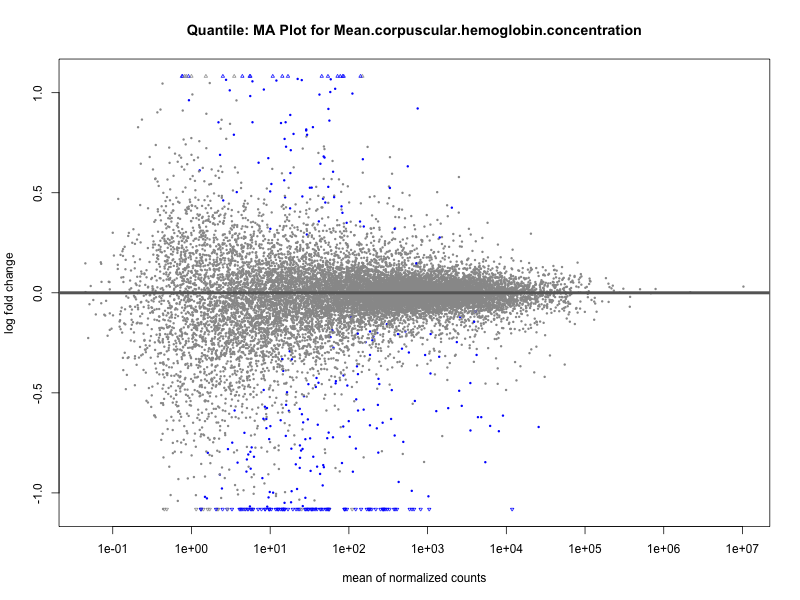 Quantile: MA Plot for Mean.corpuscular.hemoglobin.concentration
log fold change
1.0
0.5
0.0
-0.5
-1.0
1e-01 1e+00 1e+01 1e+02 1e+03 1e+04 1e+05 1e+06 1e+07
mean of normalized counts